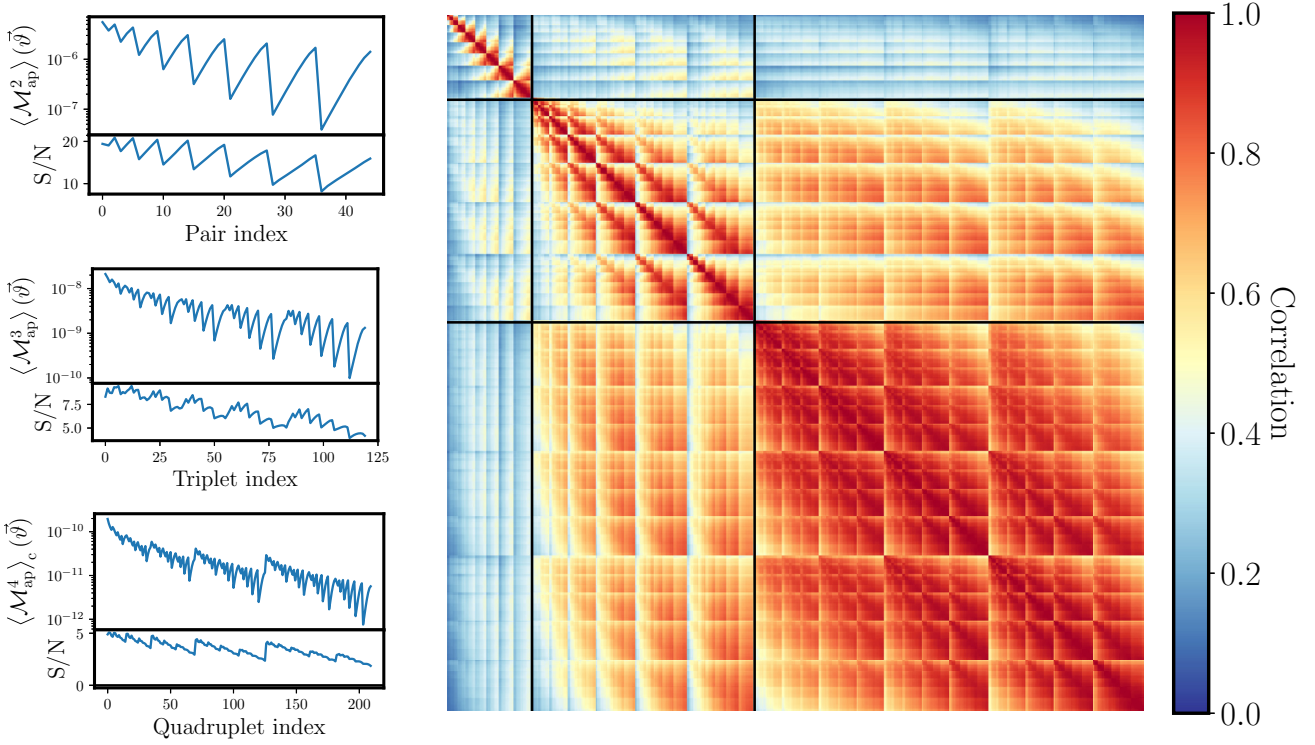 ⟨ℳ²ap⟩(ϑ⃗)
10⁻⁶
10⁻⁷
S/N
20
10
0 10 20 30 40
Pair index
⟨ℳ³ap⟩(ϑ⃗)
10⁻⁸
10⁻⁹
10⁻¹⁰
S/N
7.5
5.0
0 25 50 75 100 125
Triplet index
⟨ℳ⁴ap⟩c(ϑ⃗)
10⁻¹⁰
10⁻¹¹
10⁻¹²
S/N
5
0
0 50 100 150 200
Quadruplet index
1.0
0.8
0.6
0.4
0.2
0.0
Correlation